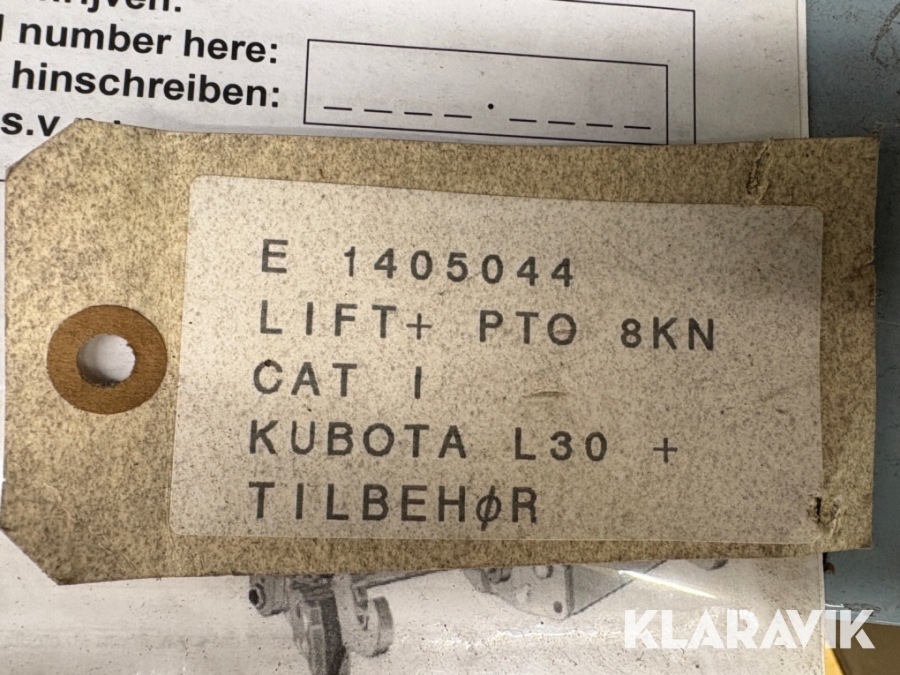 number here:
hinschreiben:
_ _ _ _ . _ _ _ _
E 1405044
LIFT+ PTO 8KN
CAT I
KUBOTA L30 +
TILBEHØR
KLARAVIK